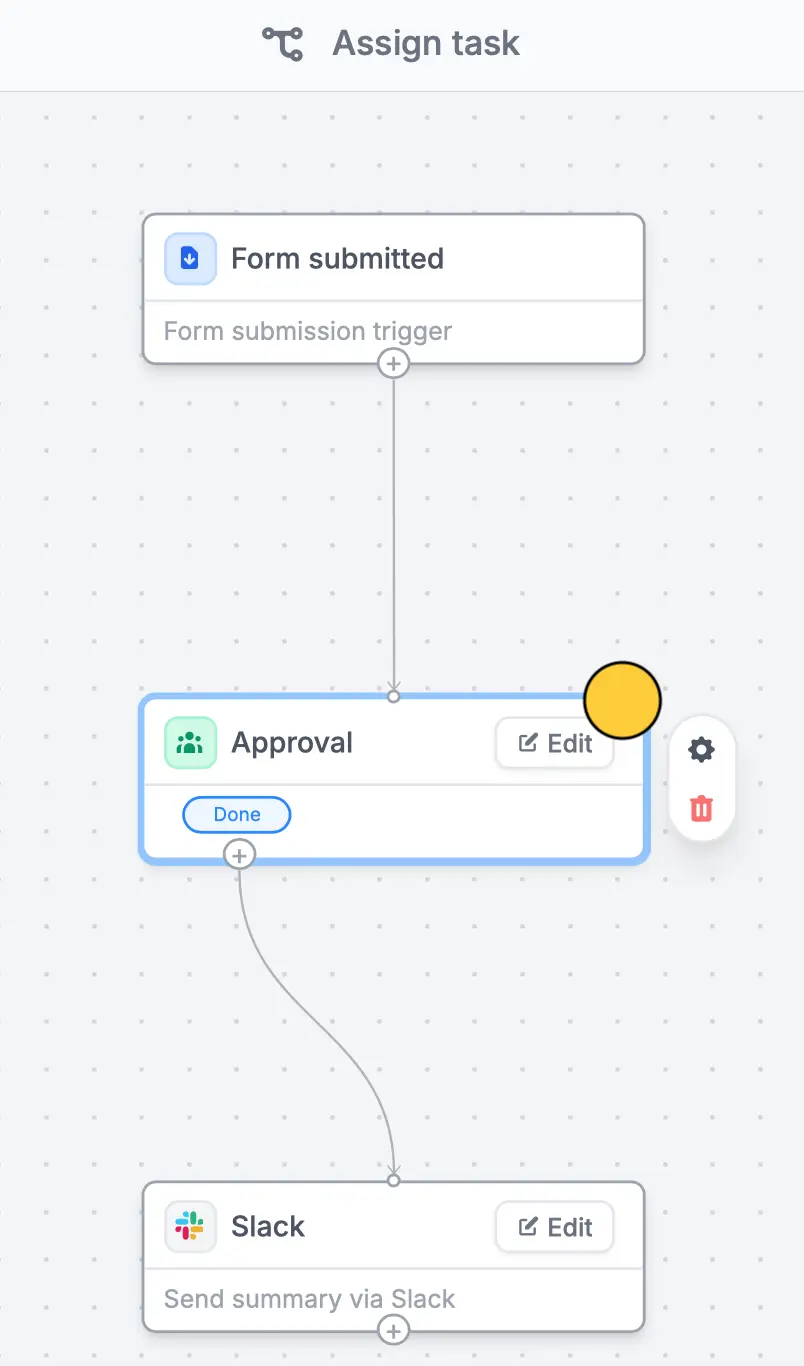 Assign task
Form submitted
Form submission trigger
Approval
Edit
Done
Slack
Edit
Send summary via Slack